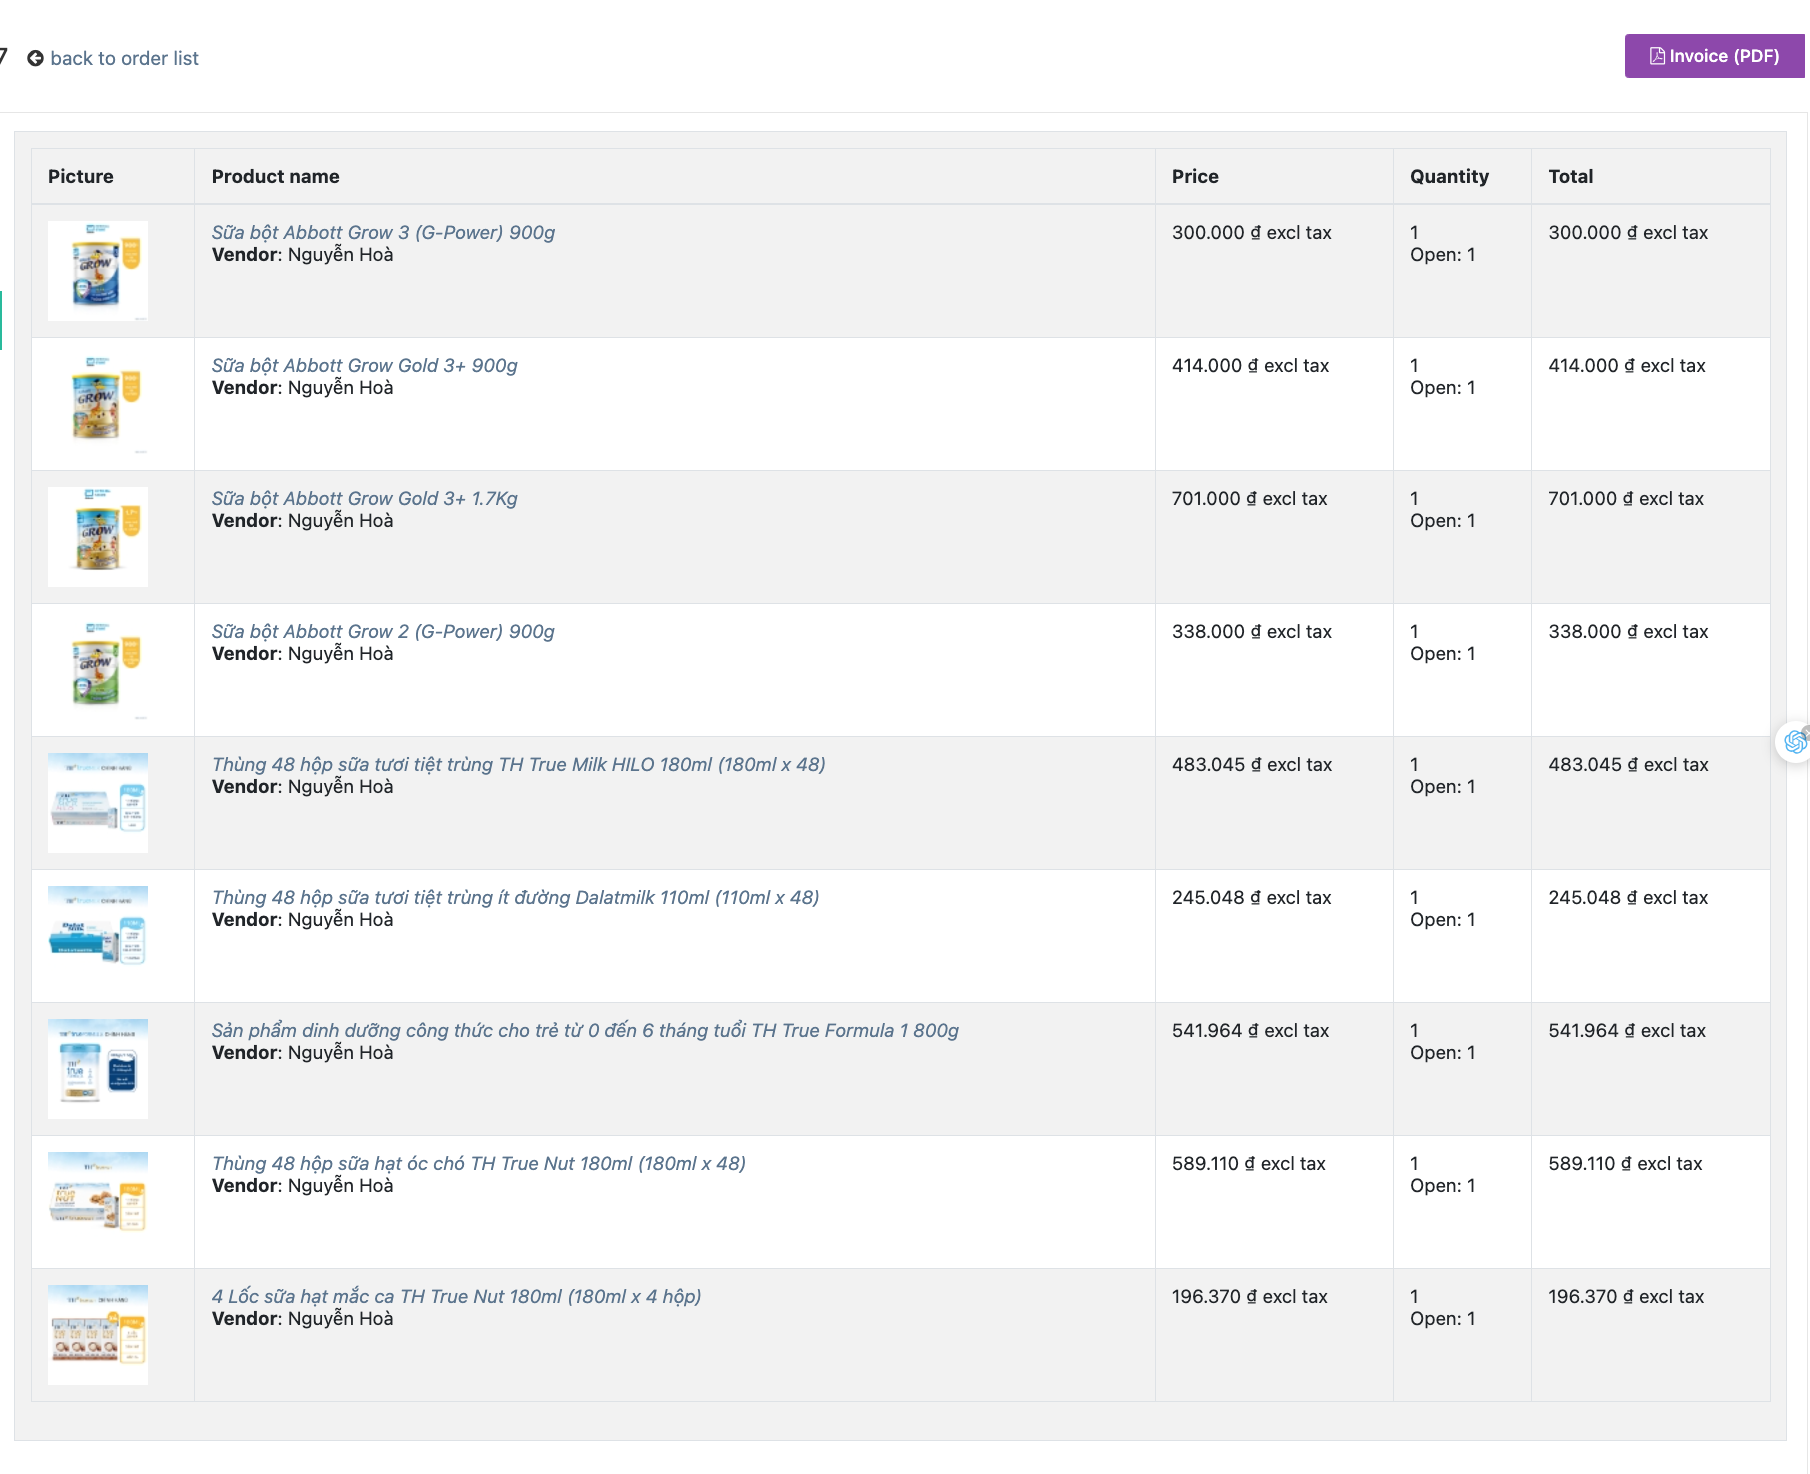 back to order list
Invoice (PDF)
Picture Product name Price Quantity Total
Sữa bột Abbott Grow 3 (G-Power) 900g 300.000 ₫ excl tax 1 300.000 ₫ excl tax
Vendor: Nguyễn Hoà Open: 1
GROW
Sữa bột Abbott Grow Gold 3+ 900g 414.000 ₫ excl tax 1 414.000 ₫ excl tax
Vendor: Nguyễn Hoà Open: 1
GROW
Sữa bột Abbott Grow Gold 3+ 1.7Kg 701.000 ₫ excl tax 1 701.000 ₫ excl tax
Vendor: Nguyễn Hoà Open: 1
GROW
Sữa bột Abbott Grow 2 (G-Power) 900g 338.000 ₫ excl tax 1 338.000 ₫ excl tax
Vendor: Nguyễn Hoà Open: 1
GROW
Thùng 48 hộp sữa tươi tiệt trùng TH True Milk HILO 180ml (180ml x 48) 483.045 ₫ excl tax 1 483.045 ₫ excl tax
Vendor: Nguyễn Hoà Open: 1
Thùng 48 hộp sữa tươi tiệt trùng ít đường Dalatmilk 110ml (110ml x 48) 245.048 ₫ excl tax 1 245.048 ₫ excl tax
Vendor: Nguyễn Hoà Open: 1
Sản phẩm dinh dưỡng công thức cho trẻ từ 0 đến 6 tháng tuổi TH True Formula 1 800g 541.964 ₫ excl tax 1 541.964 ₫ excl tax
Vendor: Nguyễn Hoà Open: 1
TH
true
Thùng 48 hộp sữa hạt óc chó TH True Nut 180ml (180ml x 48) 589.110 ₫ excl tax 1 589.110 ₫ excl tax
Vendor: Nguyễn Hoà Open: 1
true
NUT
4 Lốc sữa hạt mắc ca TH True Nut 180ml (180ml x 4 hộp) 196.370 ₫ excl tax 1 196.370 ₫ excl tax
Vendor: Nguyễn Hoà Open: 1